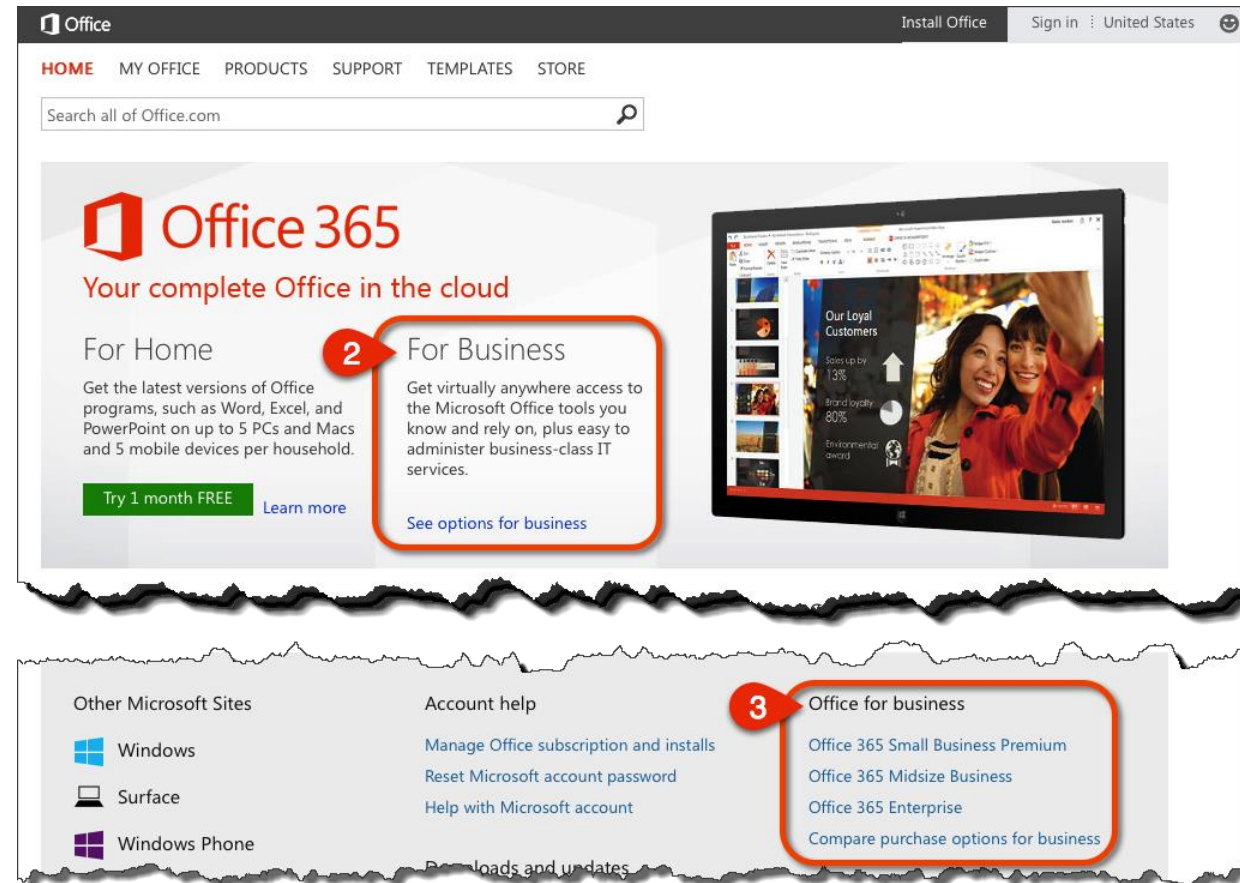 Office
Install Office
Sign in
United States
HOME MY OFFICE PRODUCTS SUPPORT TEMPLATES STORE
Search all of Office.com
Office 365
Your complete Office in the cloud
For Home
Get the latest versions of Office
programs, such as Word, Excel, and
PowerPoint on up to 5 PCs and Macs
and 5 mobile devices per household.
Try 1 month FREE
Learn more
2
For Business
Get virtually anywhere access to
the Microsoft Office tools you
know and rely on, plus easy to
administer business-class IT
services.
See options for business
Our Loyal
Customers
Sales up by
13%
Brand loyalty
80%
Environmental
award
Other Microsoft Sites
Windows
Surface
Windows Phone
Account help
Manage Office subscription and installs
Reset Microsoft account password
Help with Microsoft account
Downloads and updates
3
Office for business
Office 365 Small Business Premium
Office 365 Midsize Business
Office 365 Enterprise
Compare purchase options for business